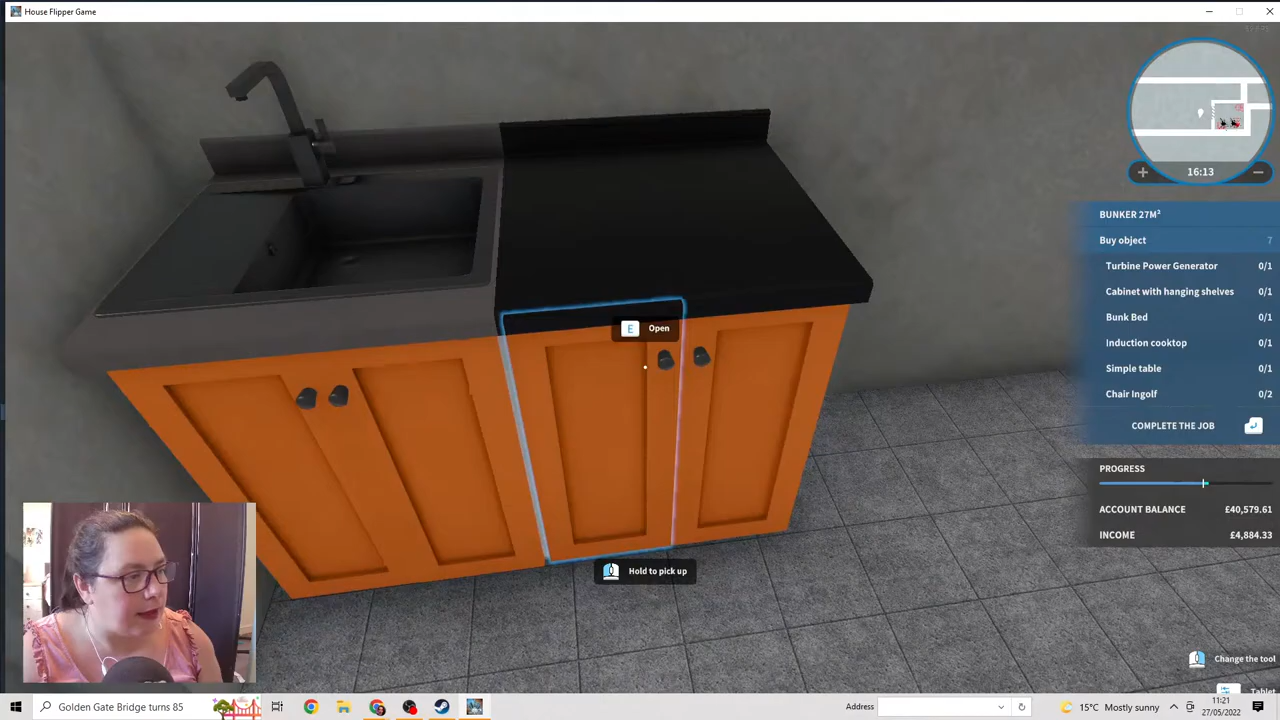 House Flipper Game
16:13
BUNKER 27M²
Buy object 7
Turbine Power Generator 0/1
Cabinet with hanging shelves 0/1
Bunk Bed 0/1
Induction cooktop 0/1
Simple table 0/1
Chair Ingolf 0/2
COMPLETE THE JOB
PROGRESS
ACCOUNT BALANCE £40,579.61
INCOME £4,884.33
E Open
Hold to pick up
Change the tool
Tablet
Golden Gate Bridge turns 85
Address
15°C Mostly sunny
11:21
27/05/2022